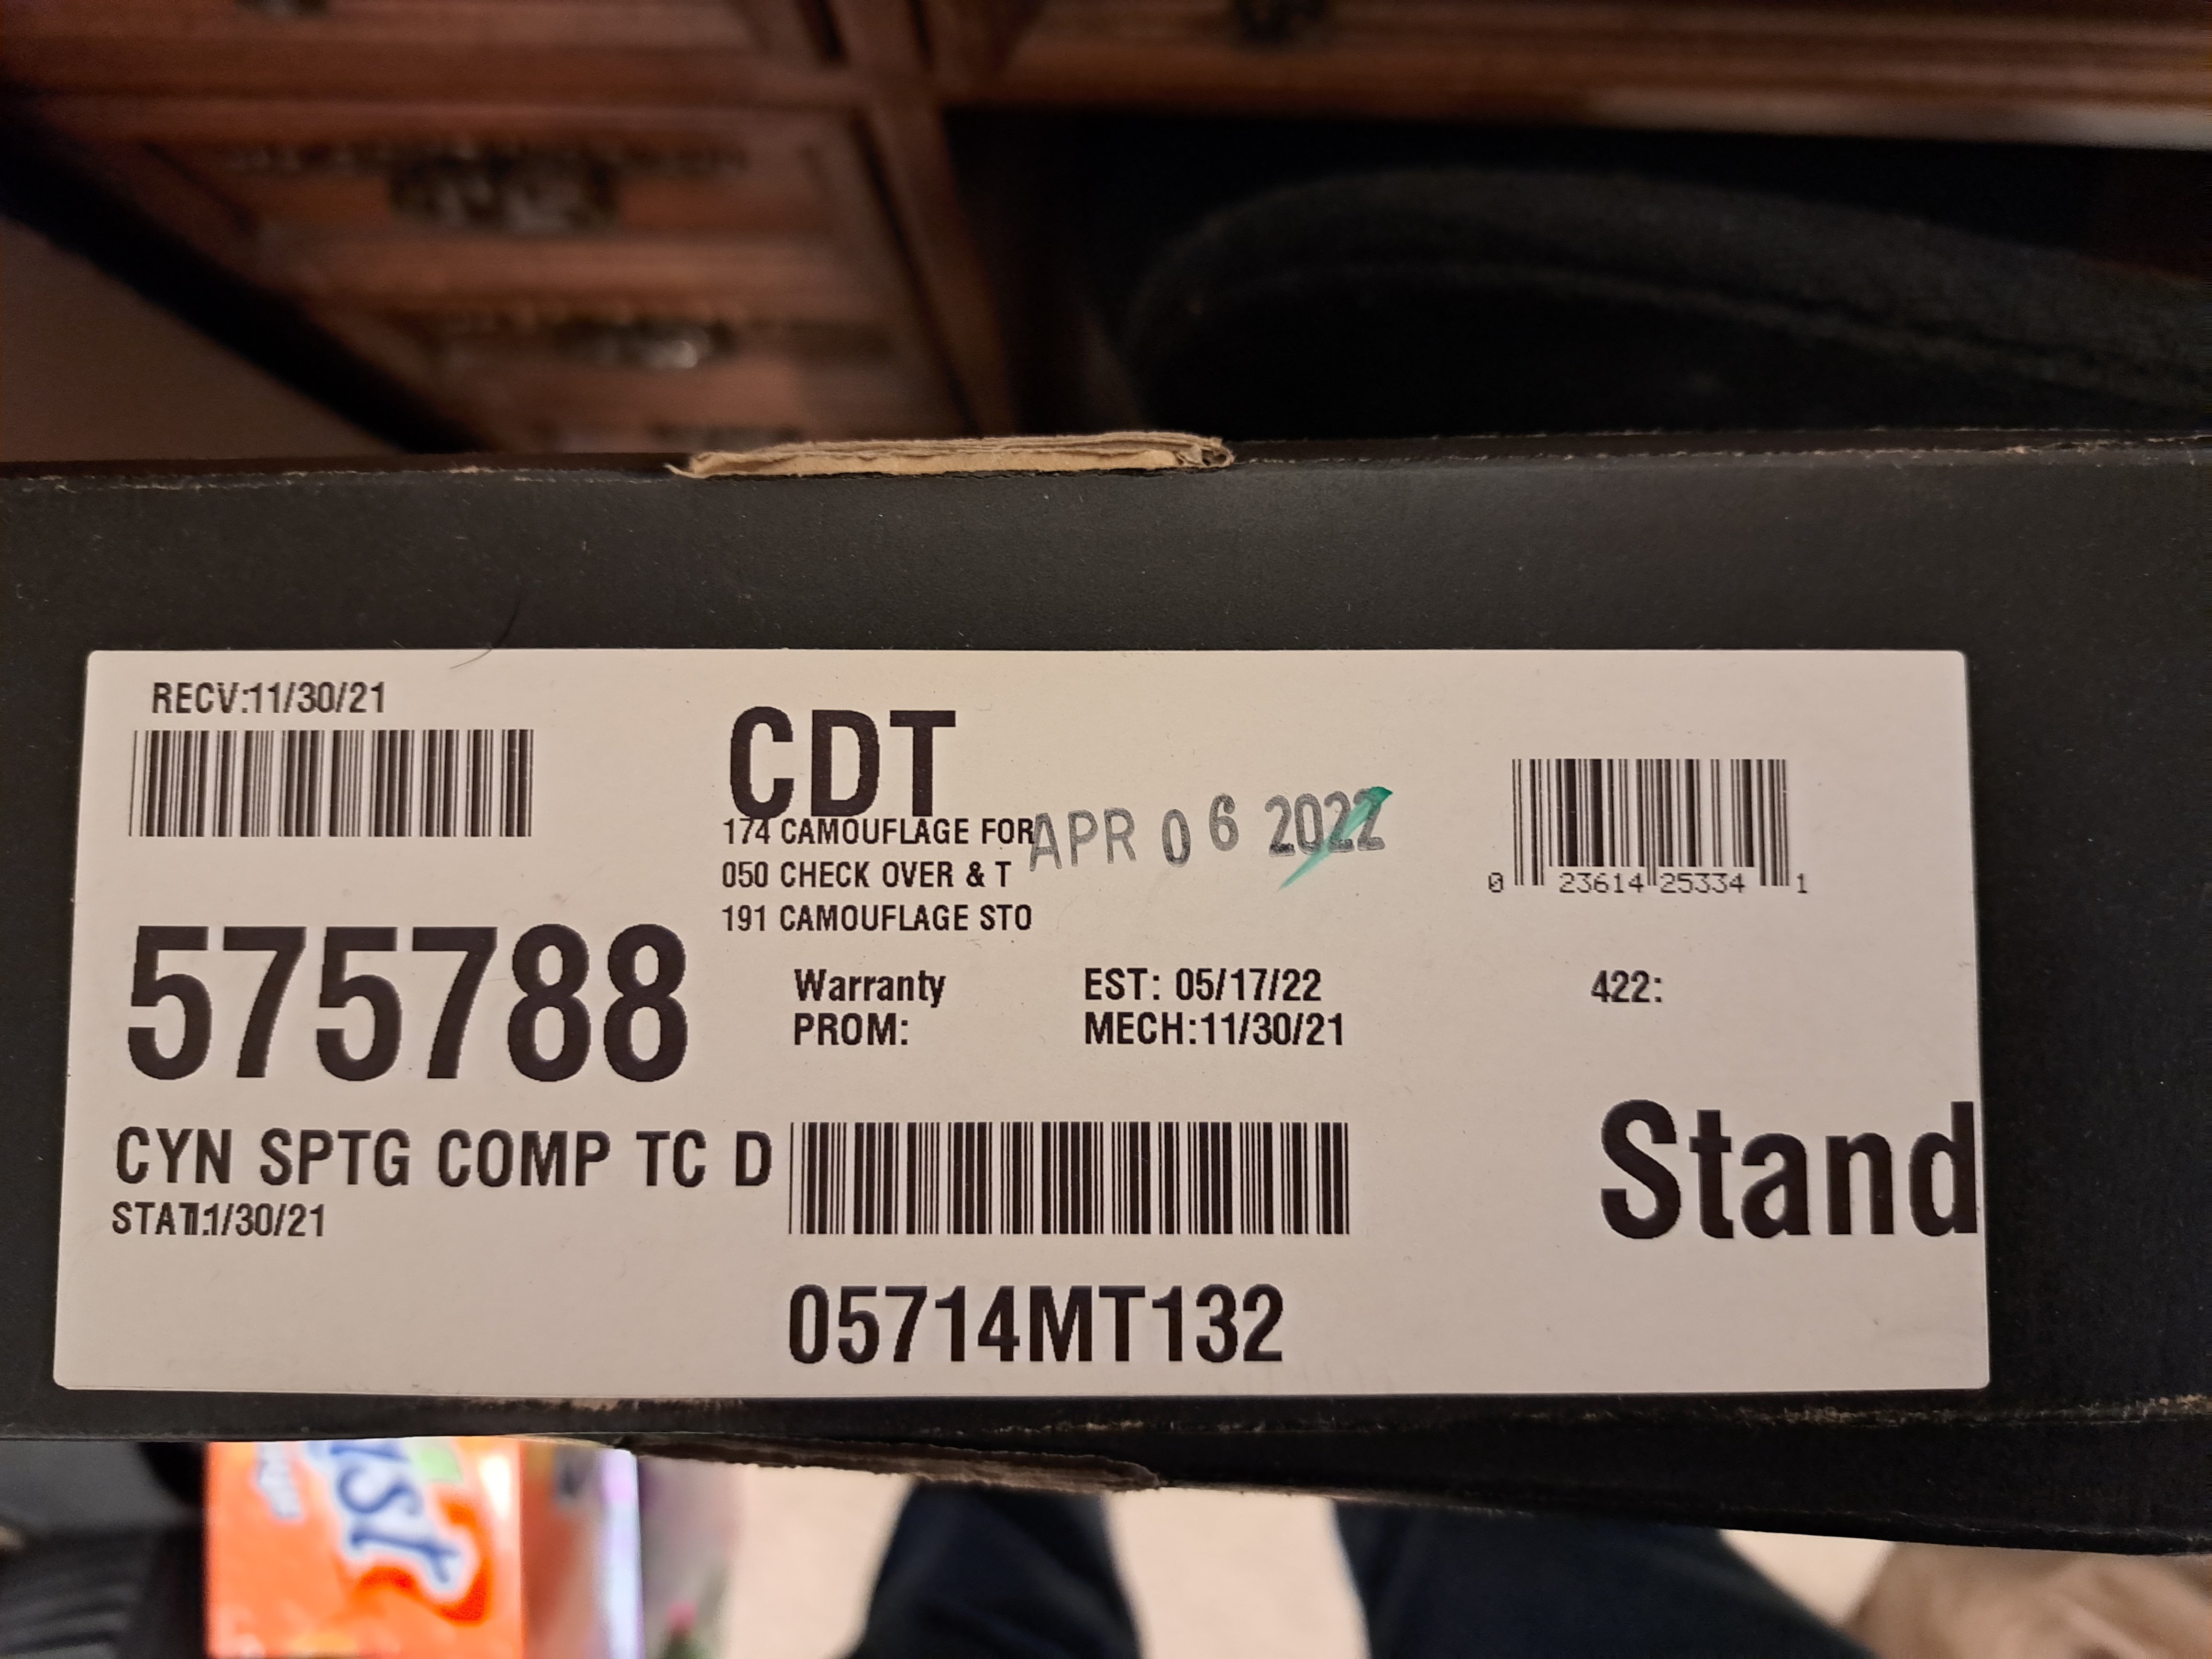 RECV:11/30/21
CDT
174 CAMOUFLAGE FOR
APR 06 2022
050 CHECK OVER & T
191 CAMOUFLAGE STO
0 23614 25334 1
575788
Warranty
EST: 05/17/22
422:
PROM:
MECH:11/30/21
CYN SPTG COMP TC D
Stand
05714MT132